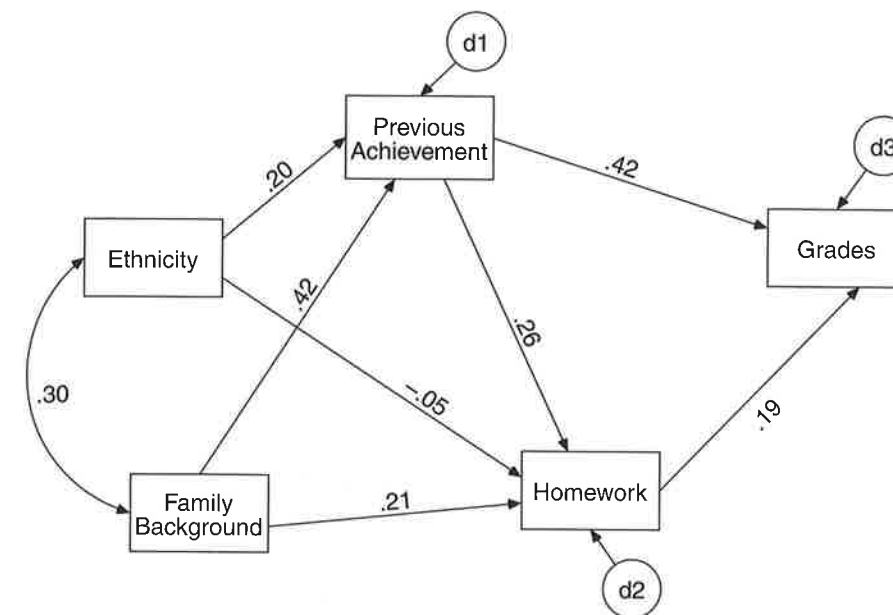 d1
Previous
Achievement
d3
.20
.42
Ethnicity
Grades
.42
.26
−.05
.30
.19
Family
Background
.21
Homework
d2